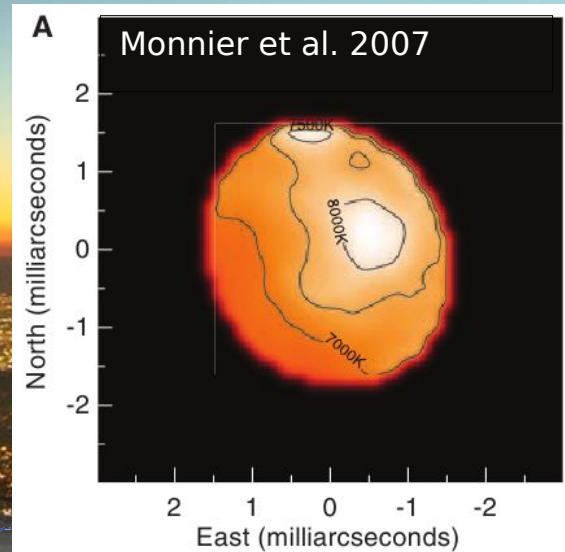 A
Monnier et al. 2007
2
1
0
-1
-2
North (milliarcseconds)
7500K
8000K
7000K
2
1
0
-1
-2
East (milliarcseconds)